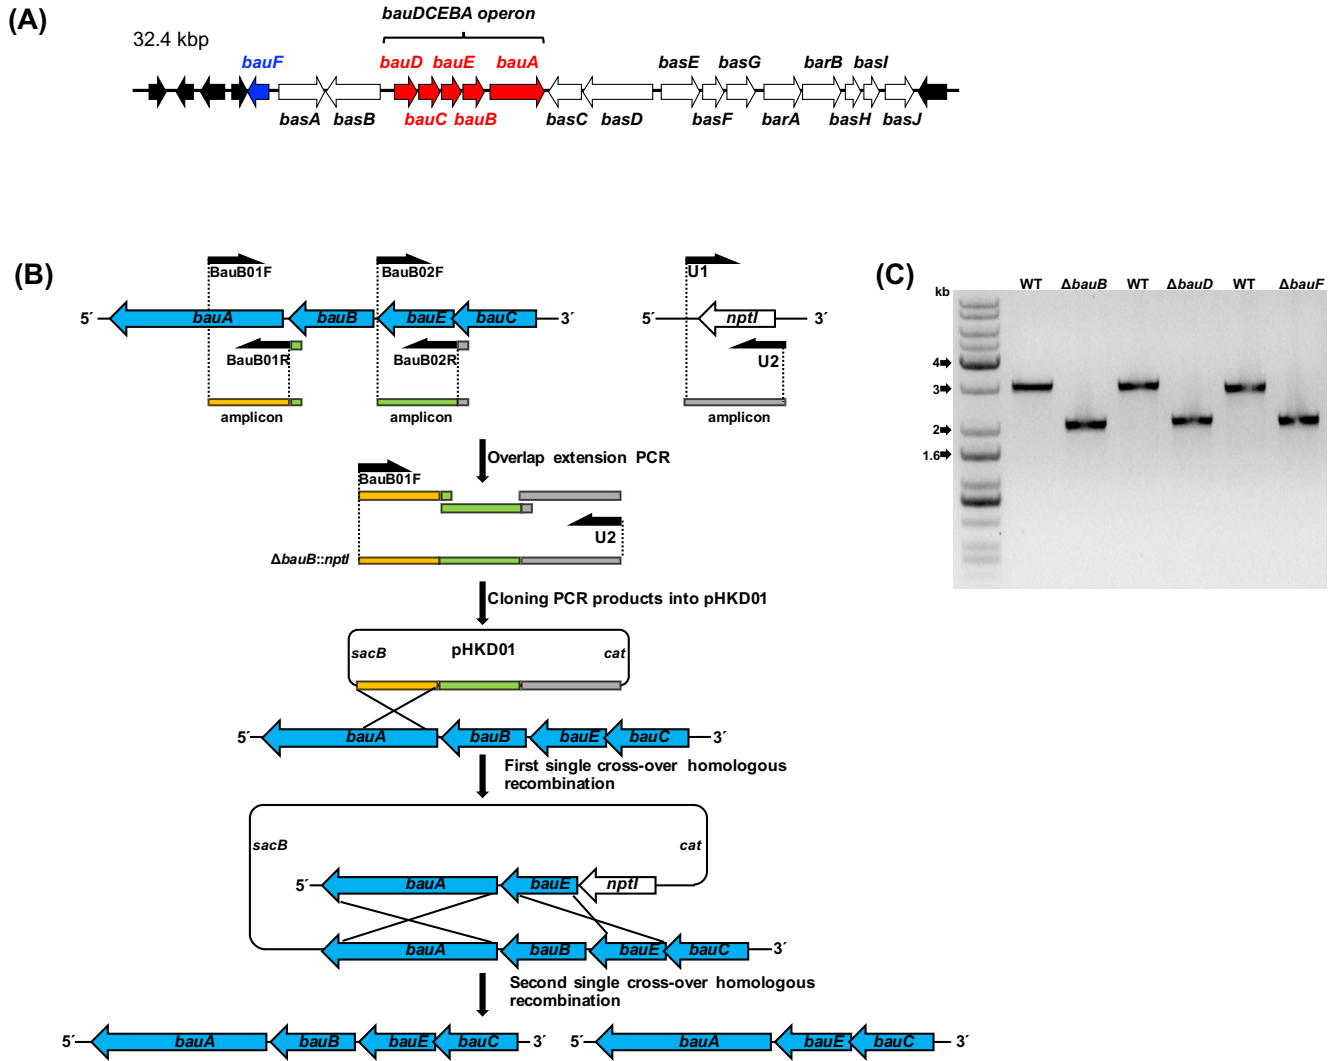 (A)
bauDCEBA operon
32.4 kbp
bauF
bauD
bauE
bauA
basE
basG
barB
basI
basA
basB
bauC
bauB
basC
basD
basF
barA
basH
basJ
(B)
BauB01F
BauB02F
U1
5´
bauA
bauB
bauE
bauC
3´
5´
nptI
3´
BauB01R
BauB02R
U2
amplicon
amplicon
amplicon
Overlap extension PCR
BauB01F
U2
ΔbauB::nptI
Cloning PCR products into pHKD01
sacB
pHKD01
cat
5´
bauA
bauB
bauE
bauC
3´
First single cross-over homologous
recombination
sacB
cat
5´
bauA
bauE
nptI
bauA
bauB
bauE
bauC
3´
Second single cross-over homologous
recombination
5´
bauA
bauB
bauE
bauC
3´
5´
bauA
bauE
bauC
3´
(C)
WT
ΔbauB
WT
ΔbauD
WT
ΔbauF
kb
4
3
2
1.6